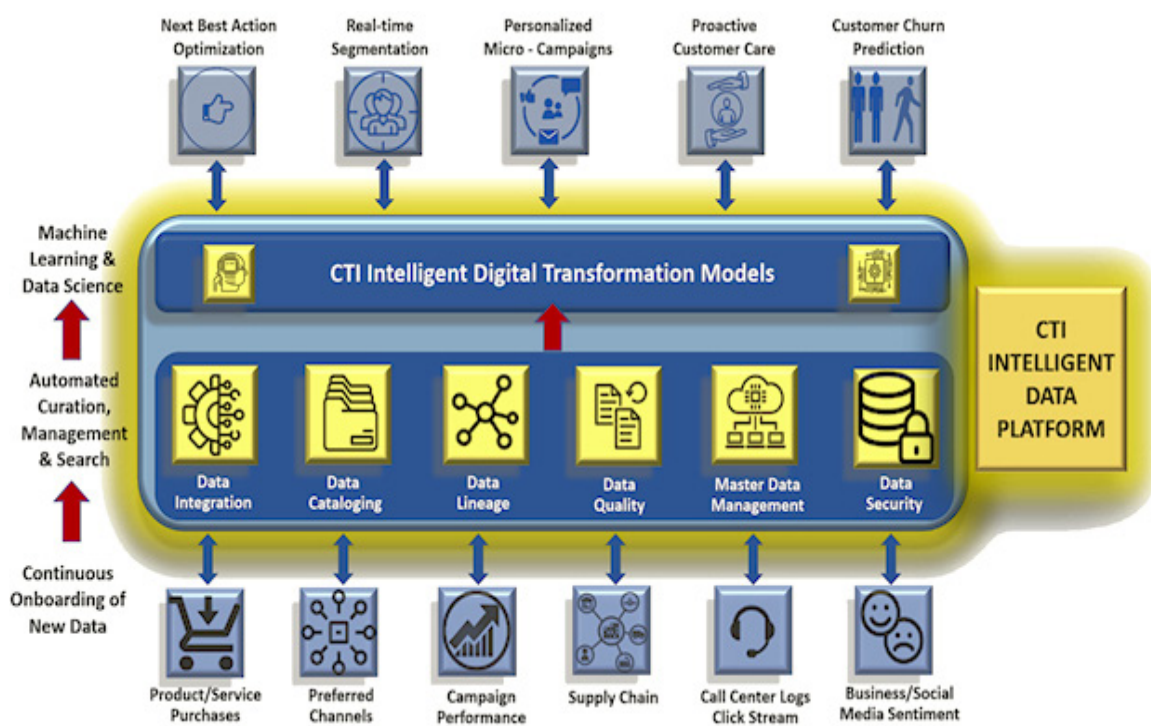 Next Best Action
Optimization
Real-time
Segmentation
Personalized
Micro - Campaigns
Proactive
Customer Care
Customer Churn
Prediction
Machine
Learning &
Data Science
CTI Intelligent Digital Transformation Models
CTI
INTELLIGENT
DATA
PLATFORM
Automated
Curation,
Management
& Search
Data
Integration
Data
Cataloging
Data
Lineage
Data
Quality
Master Data
Management
Data
Security
Continuous
Onboarding of
New Data
Product/Service
Purchases
Preferred
Channels
Campaign
Performance
Supply Chain
Call Center Logs
Click Stream
Business/Social
Media Sentiment